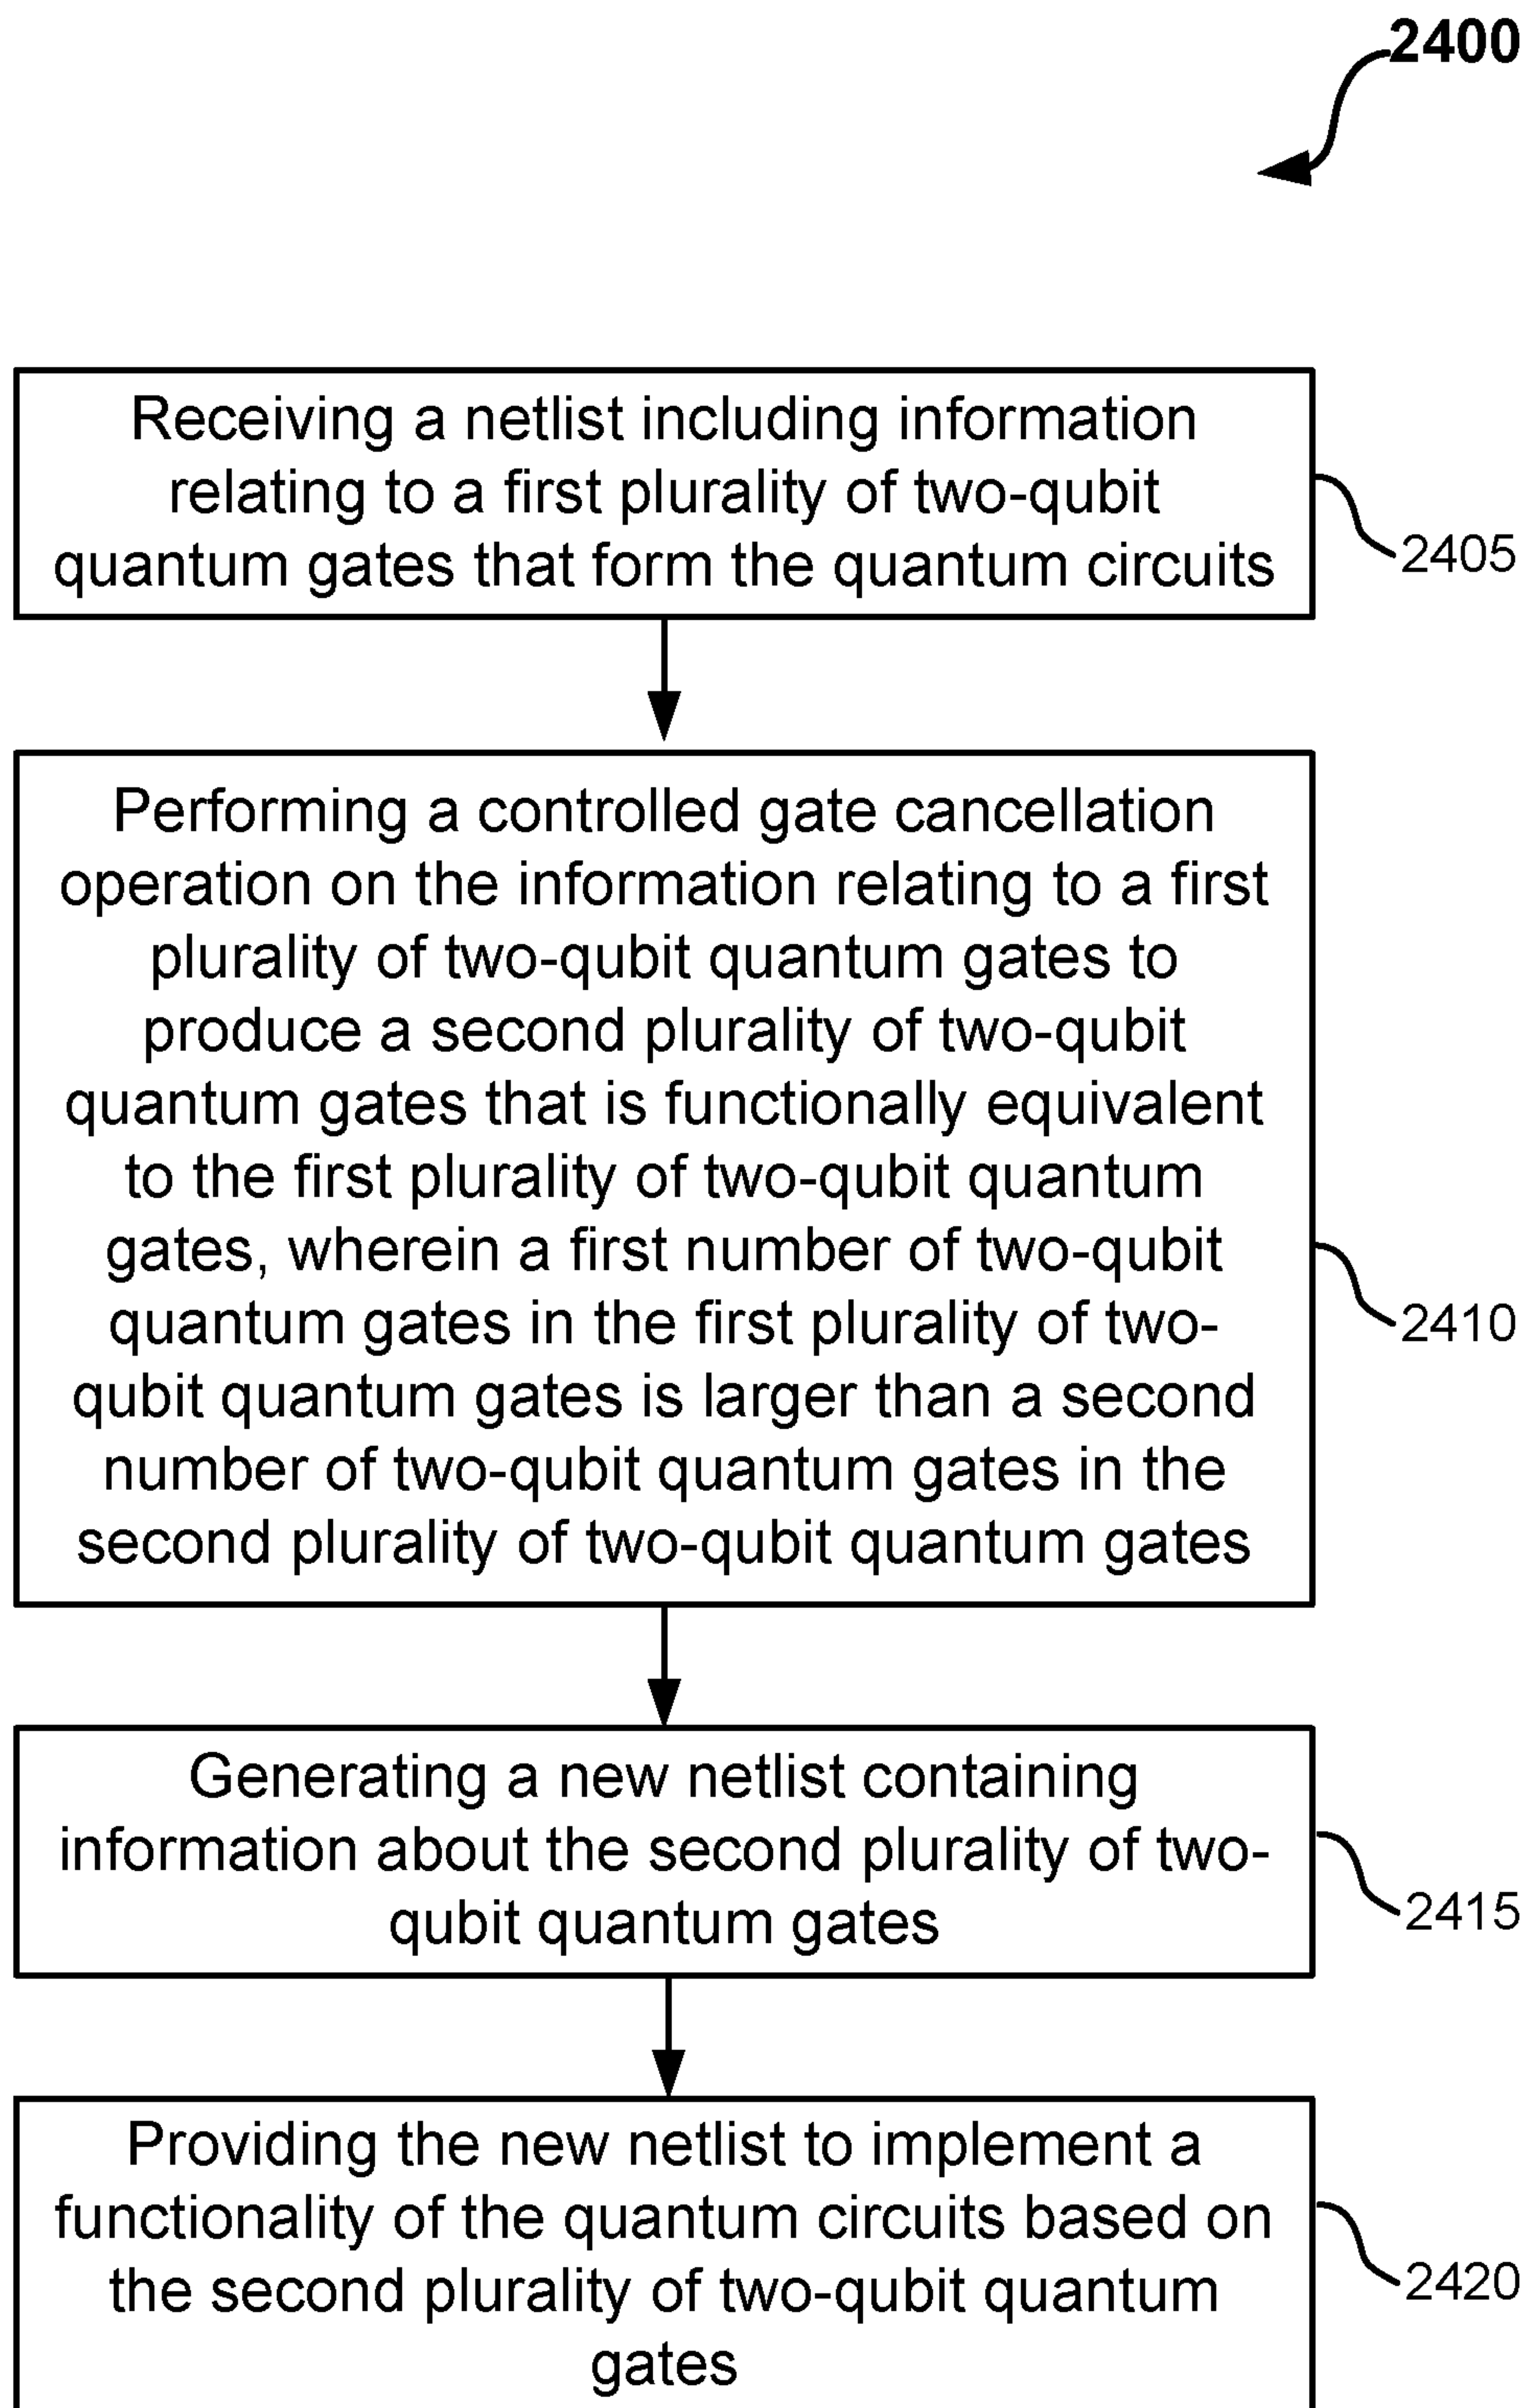 2400
Receiving a netlist including information
relating to a first plurality of two-qubit
quantum gates that form the quantum circuits
2405
Performing a controlled gate cancellation
operation on the information relating to a first
plurality of two-qubit quantum gates to
produce a second plurality of two-qubit
quantum gates that is functionally equivalent
to the first plurality of two-qubit quantum
gates, wherein a first number of two-qubit
quantum gates in the first plurality of two-
qubit quantum gates is larger than a second
number of two-qubit quantum gates in the
second plurality of two-qubit quantum gates
2410
Generating a new netlist containing
information about the second plurality of two-
qubit quantum gates
2415
Providing the new netlist to implement a
functionality of the quantum circuits based on
the second plurality of two-qubit quantum
gates
2420